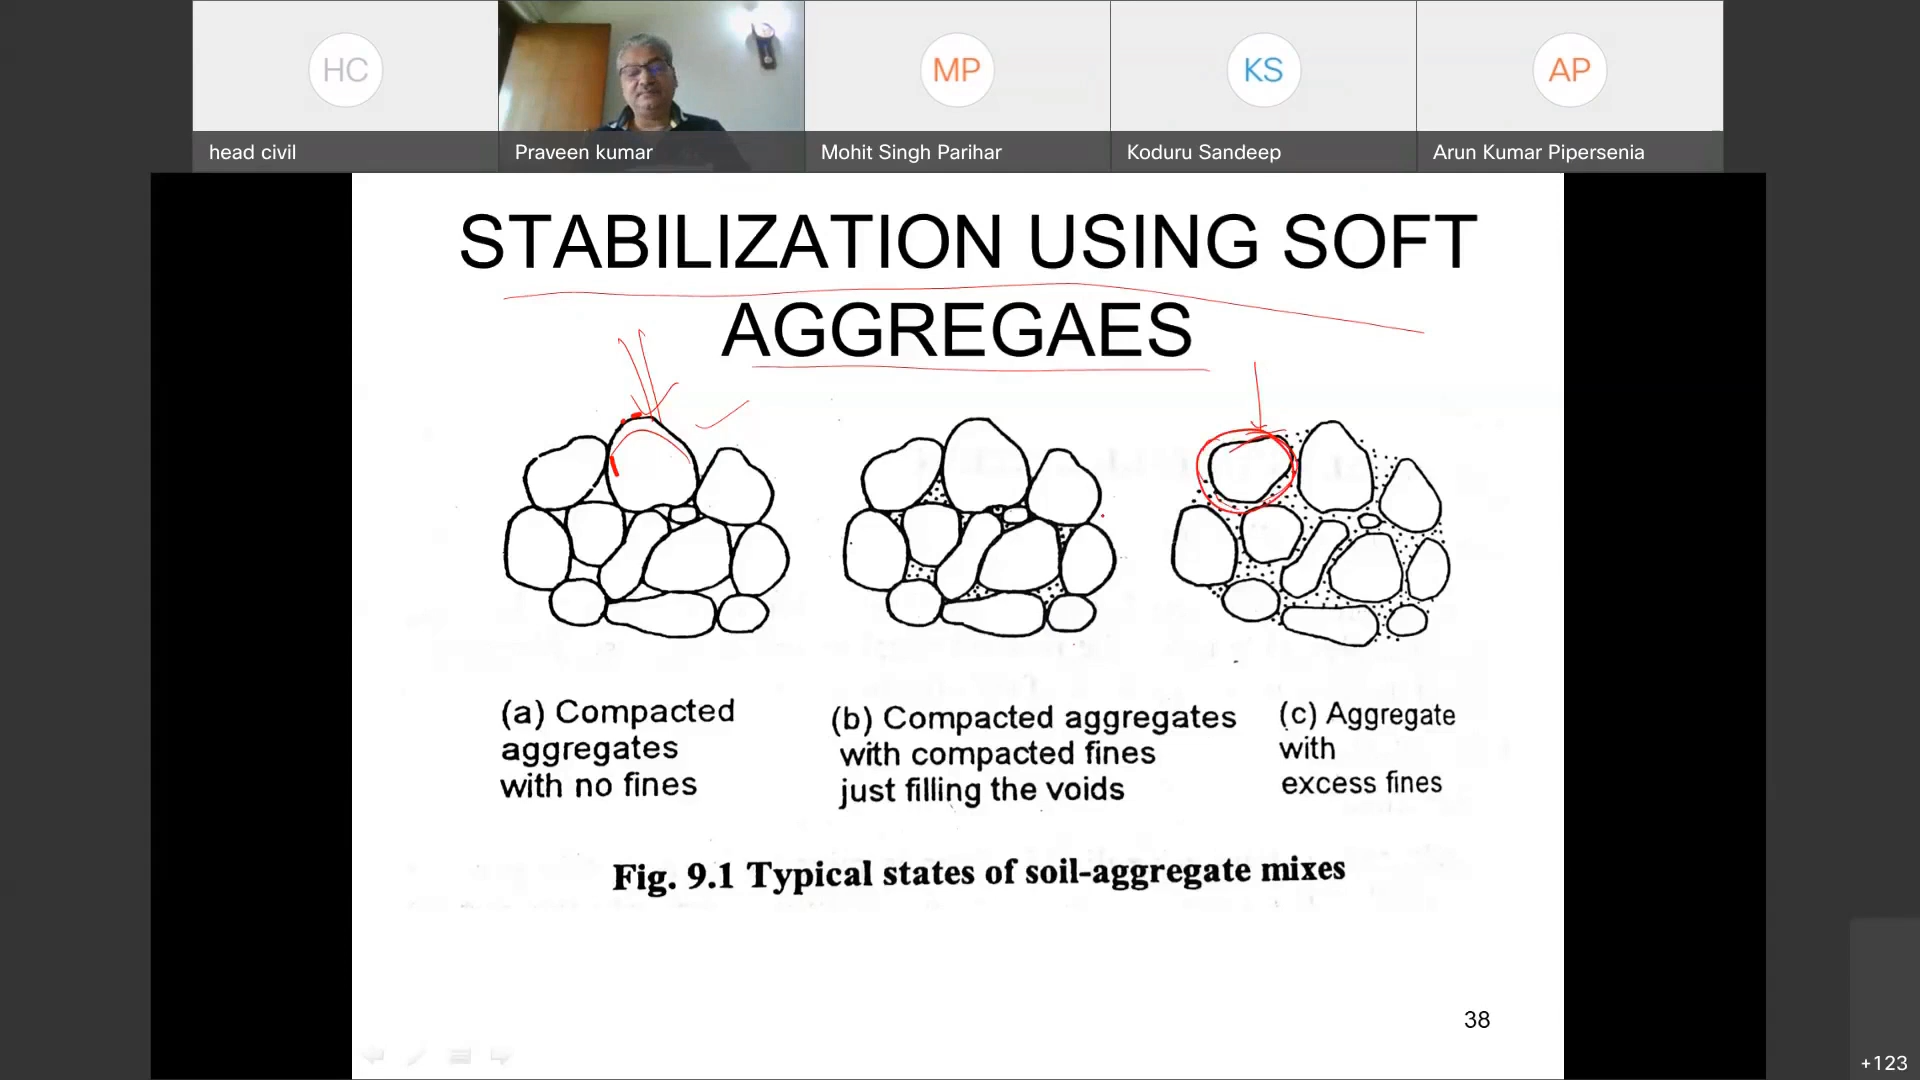 HC
MP
KS
AP
head civil
Praveen kumar
Mohit Singh Parihar
Koduru Sandeep
Arun Kumar Pipersenia
STABILIZATION USING SOFT
AGGREGAES
(a) Compacted
aggregates
with no fines
(b) Compacted aggregates
with compacted fines
just filling the voids
(c) Aggregate
with
excess fines
Fig. 9.1 Typical states of soil-aggregate mixes
38
+123